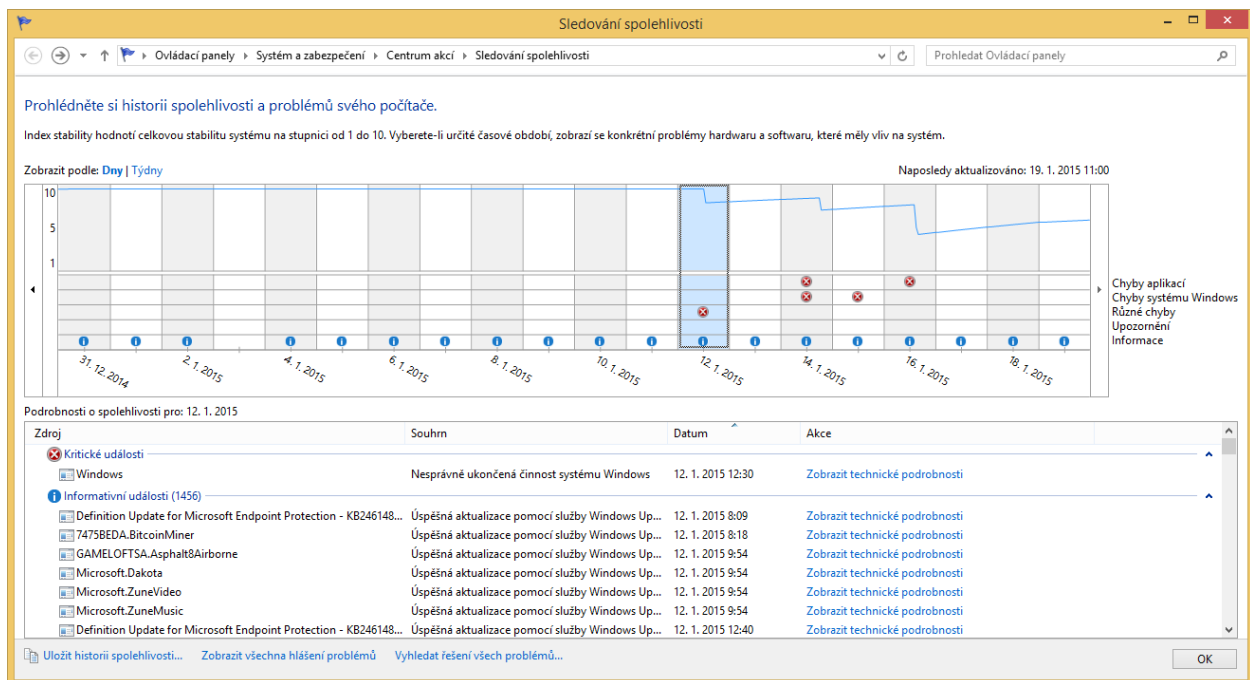 Sledování spolehlivosti
Ovládací panely ▸ Systém a zabezpečení ▸ Centrum akcí ▸ Sledování spolehlivosti
Prohledat Ovládací panely
Prohlédněte si historii spolehlivosti a problémů svého počítače.
Index stability hodnotí celkovou stabilitu systému na stupnici od 1 do 10. Vyberete-li určité časové období, zobrazí se konkrétní problémy hardwaru a softwaru, které měly vliv na systém.
Zobrazit podle: Dny | Týdny
Naposledy aktualizováno: 19. 1. 2015 11:00
10
5
1
Chyby aplikací
Chyby systému Windows
Různé chyby
Upozornění
Informace
31. 12. 2014
2. 1. 2015
4. 1. 2015
6. 1. 2015
8. 1. 2015
10. 1. 2015
12. 1. 2015
14. 1. 2015
16. 1. 2015
18. 1. 2015
Podrobnosti o spolehlivosti pro: 12. 1. 2015
Zdroj Souhrn Datum Akce
Kritické události
Windows Nesprávně ukončená činnost systému Windows 12. 1. 2015 12:30 Zobrazit technické podrobnosti
Informativní události (1456)
Definition Update for Microsoft Endpoint Protection - KB246148... Úspěšná aktualizace pomocí služby Windows Up... 12. 1. 2015 8:09 Zobrazit technické podrobnosti
7475BEDA.BitcoinMiner Úspěšná aktualizace pomocí služby Windows Up... 12. 1. 2015 8:18 Zobrazit technické podrobnosti
GAMELOFTSA.Asphalt8Airborne Úspěšná aktualizace pomocí služby Windows Up... 12. 1. 2015 9:54 Zobrazit technické podrobnosti
Microsoft.Dakota Úspěšná aktualizace pomocí služby Windows Up... 12. 1. 2015 9:54 Zobrazit technické podrobnosti
Microsoft.ZuneVideo Úspěšná aktualizace pomocí služby Windows Up... 12. 1. 2015 9:54 Zobrazit technické podrobnosti
Microsoft.ZuneMusic Úspěšná aktualizace pomocí služby Windows Up... 12. 1. 2015 9:54 Zobrazit technické podrobnosti
Definition Update for Microsoft Endpoint Protection - KB246148... Úspěšná aktualizace pomocí služby Windows Up... 12. 1. 2015 12:40 Zobrazit technické podrobnosti
Uložit historii spolehlivosti... Zobrazit všechna hlášení problémů Vyhledat řešení všech problémů...
OK